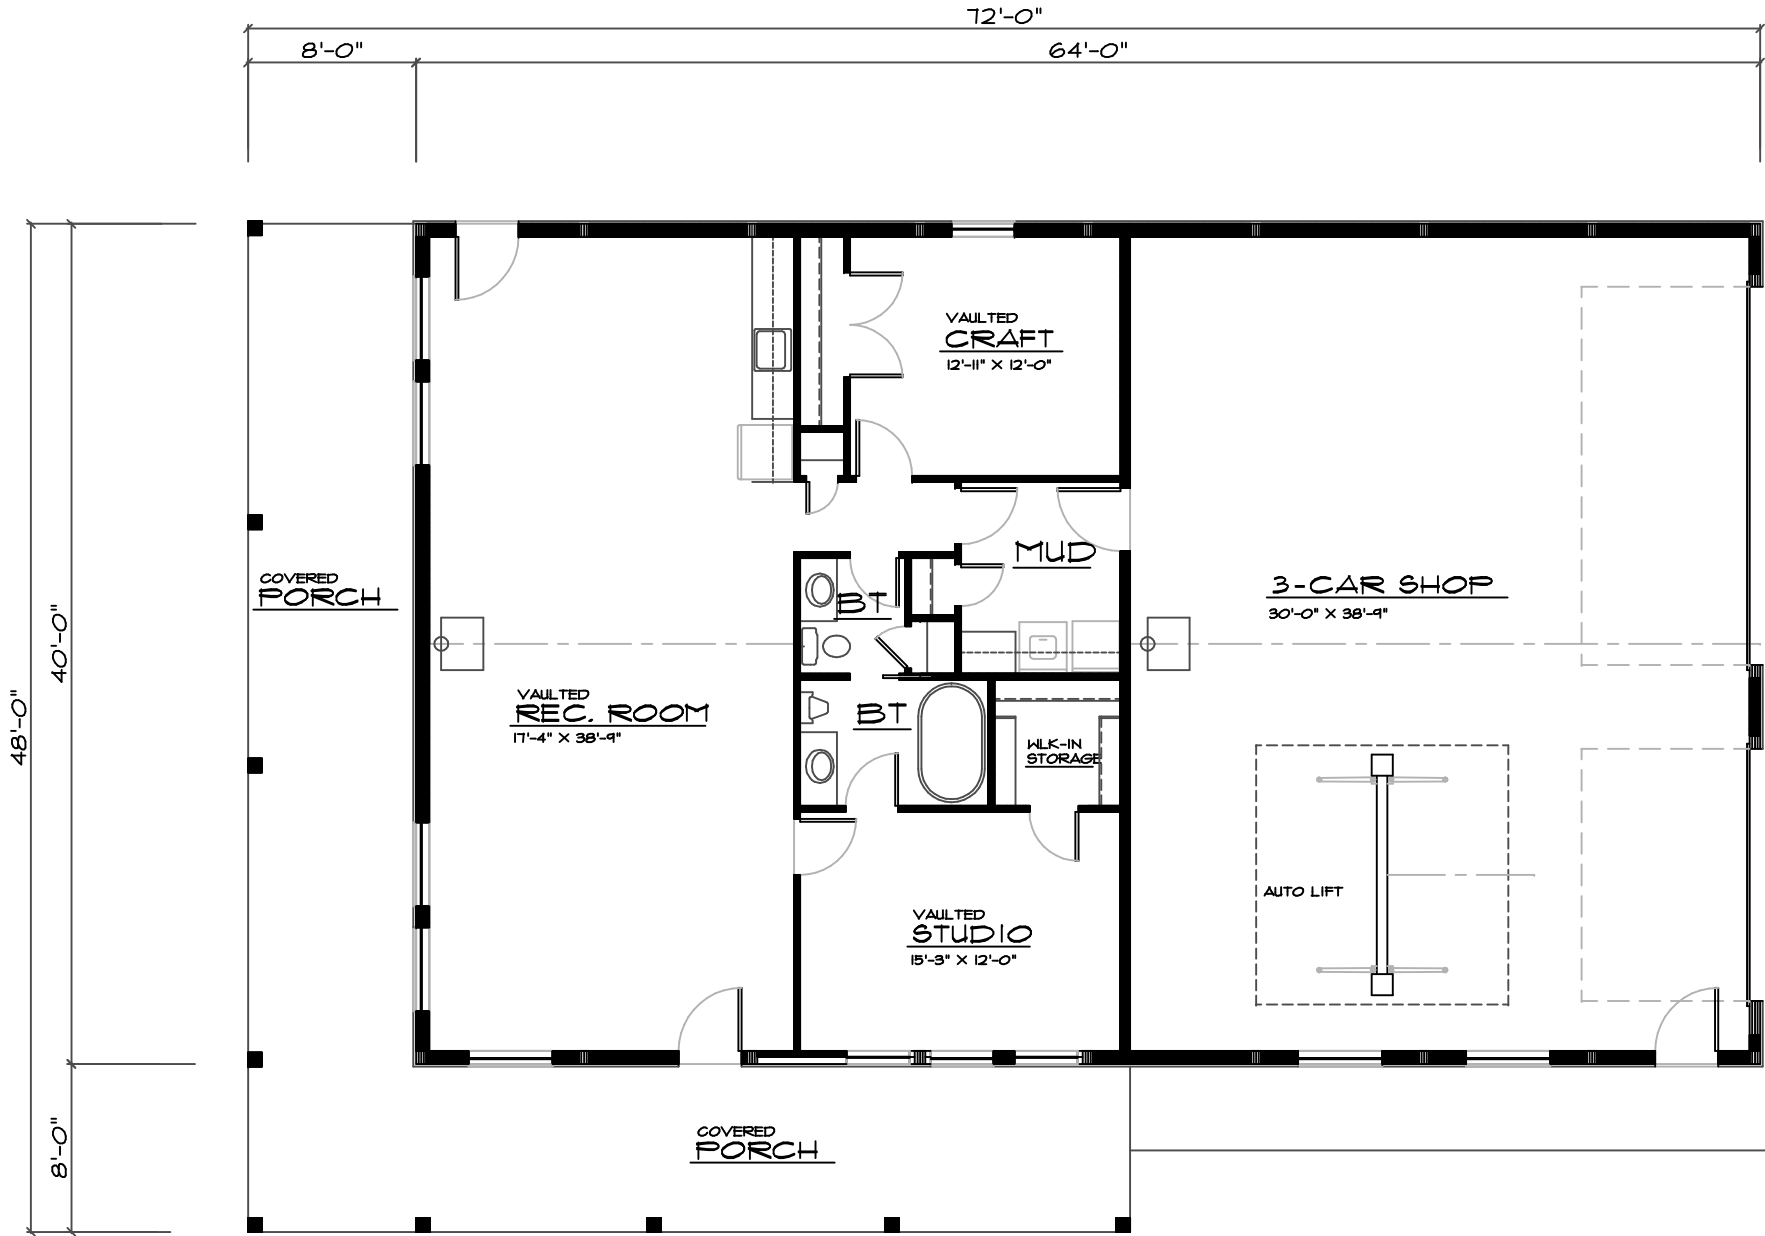 72'-0"
8'-0"
64'-0"
48'-0"
40'-0"
8'-0"
VAULTED
CRAFT
12'-11" X 12'-0"
MUD
COVERED
PORCH
BT
3-CAR SHOP
30'-0" X 38'-9"
VAULTED
REC. ROOM
17'-4" X 38'-9"
BT
WLK-IN
STORAGE
AUTO LIFT
VAULTED
STUDIO
15'-3" X 12'-0"
COVERED
PORCH